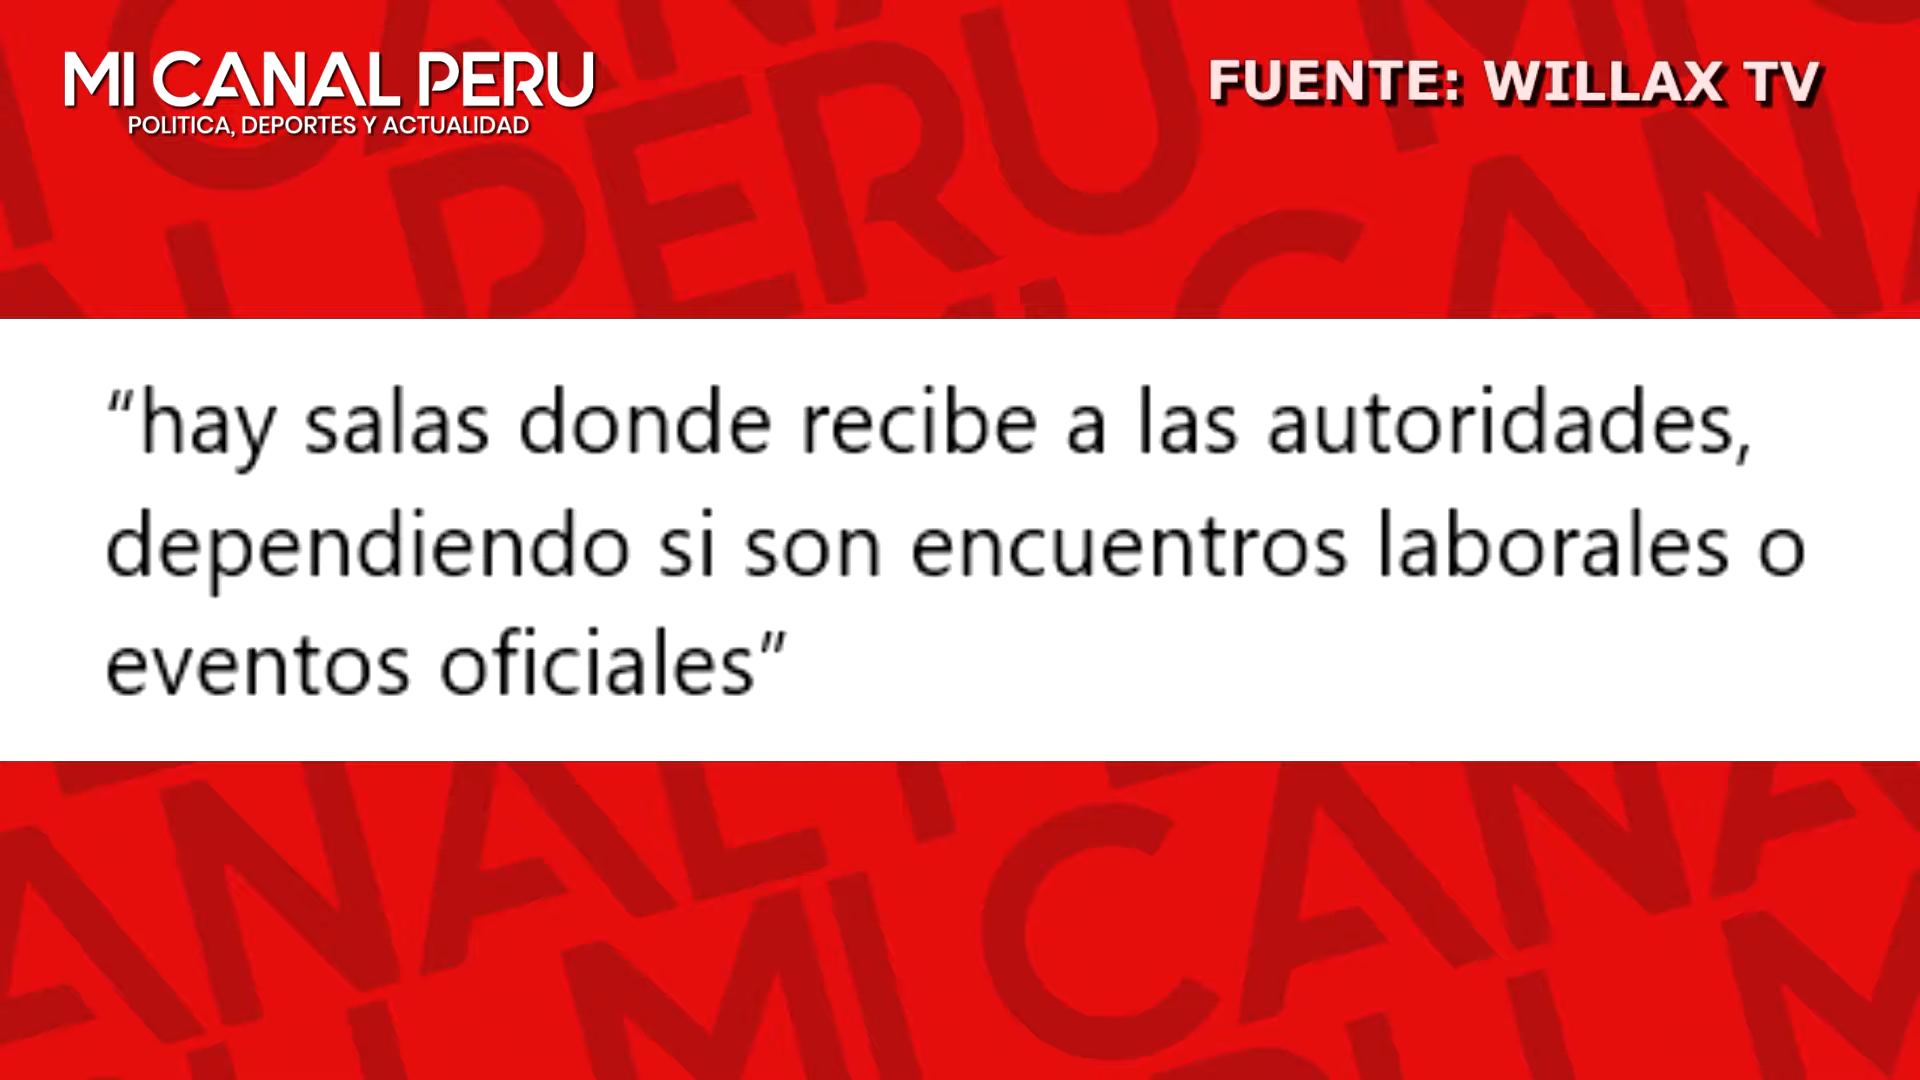 MI CANAL PERU
POLITICA, DEPORTES Y ACTUALIDAD
FUENTE: WILLAX TV
“hay salas donde recibe a las autoridades,
dependiendo si son encuentros laborales o
eventos oficiales”